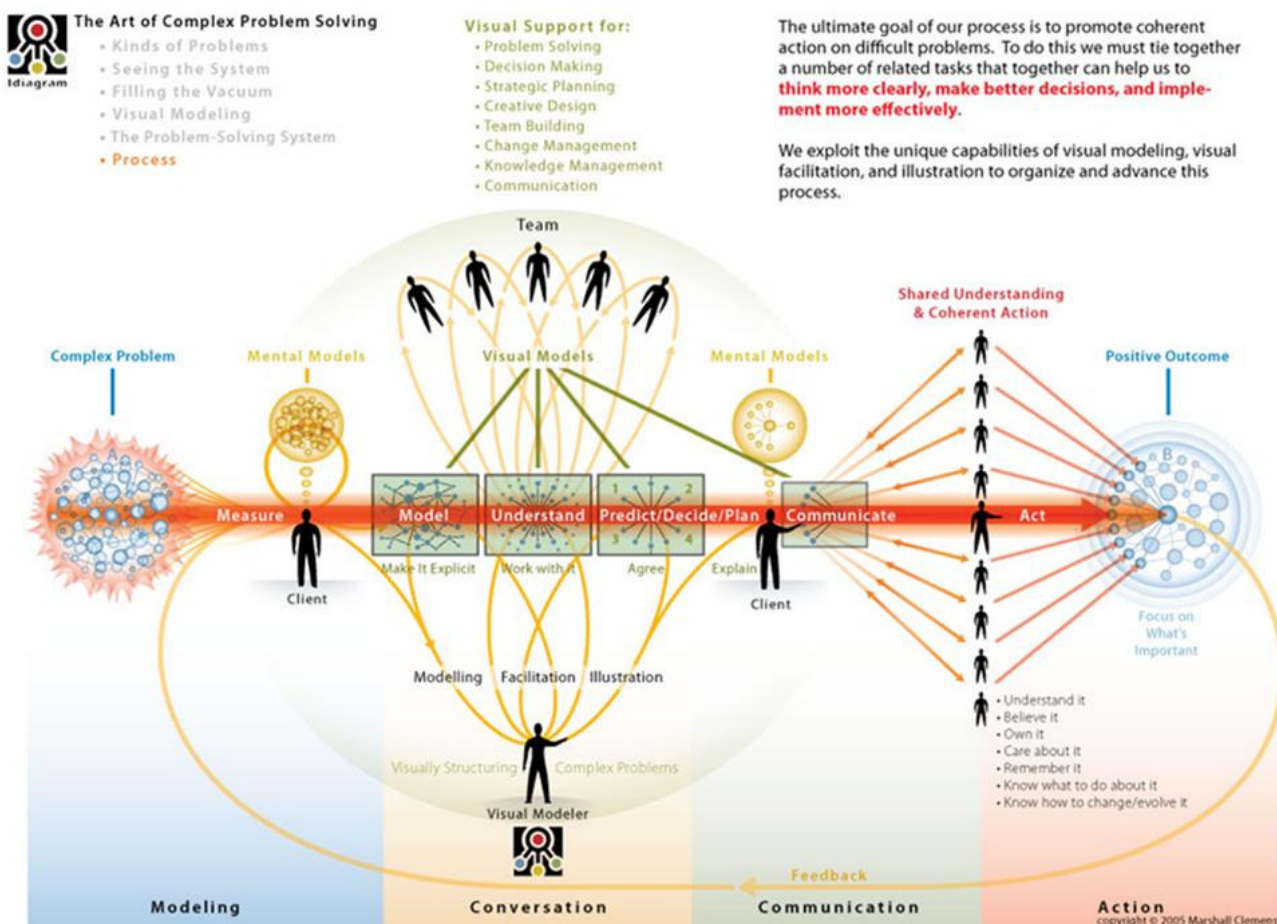 The Art of Complex Problem Solving
• Kinds of Problems
• Seeing the System
• Filling the Vacuum
• Visual Modeling
• The Problem-Solving System
• Process
Idiagram
Visual Support for:
• Problem Solving
• Decision Making
• Strategic Planning
• Creative Design
• Team Building
• Change Management
• Knowledge Management
• Communication
The ultimate goal of our process is to promote coherent
action on difficult problems. To do this we must tie together
a number of related tasks that together can help us to
think more clearly, make better decisions, and imple-
ment more effectively.
We exploit the unique capabilities of visual modeling, visual
facilitation, and illustration to organize and advance this
process.
Team
Shared Understanding
& Coherent Action
Complex Problem
Mental Models
Visual Models
Mental Models
Positive Outcome
A
B
1 2
3 4
Measure
Model
Understand
Predict/Decide/Plan
Communicate
Act
Make It Explicit
Work with it
Agree
Explain
Client
Client
Focus on
What's
Important
Modelling
Facilitation
Illustration
• Understand it
• Believe it
• Own it
• Care about it
• Remember it
• Know what to do about it
• Know how to change/evolve it
Visually Structuring
Complex Problems
Visual Modeler
Feedback
Modeling
Conversation
Communication
Action
copyright © 2005 Marshall Clemens